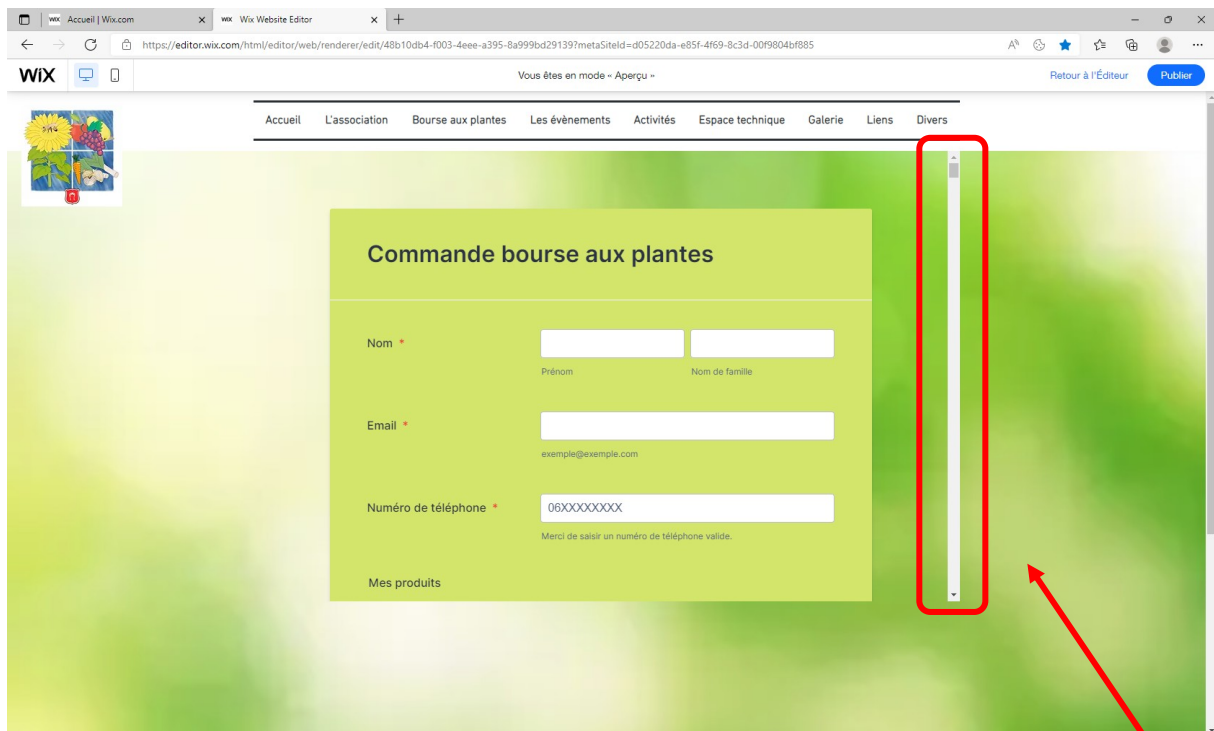 WiX Accueil | Wix.com
WiX Wix Website Editor
https://editor.wix.com/html/editor/web/renderer/edit/48b10db4-f003-4eee-a395-8a999bd29139?metaSiteId=d05220da-e85f-4f69-8c3d-00f9804bf885
WiX
Vous êtes en mode « Aperçu »
Retour à l'Éditeur
Publier
Accueil L'association Bourse aux plantes Les évènements Activités Espace technique Galerie Liens Divers
Commande bourse aux plantes
Nom *
Prénom Nom de famille
Email *
exemple@exemple.com
Numéro de téléphone * 06XXXXXXXX
Merci de saisir un numéro de téléphone valide.
Mes produits